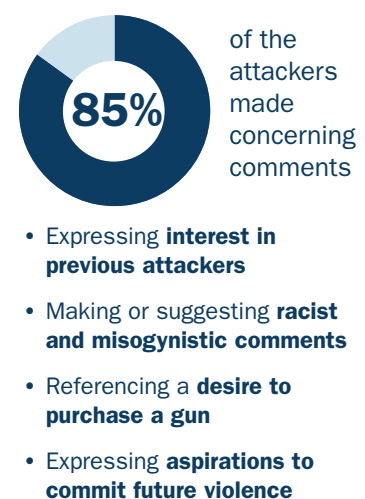 85%
of the
attackers
made
concerning
comments
• Expressing interest in
previous attackers
• Making or suggesting racist
and misogynistic comments
• Referencing a desire to
purchase a gun
• Expressing aspirations to
commit future violence